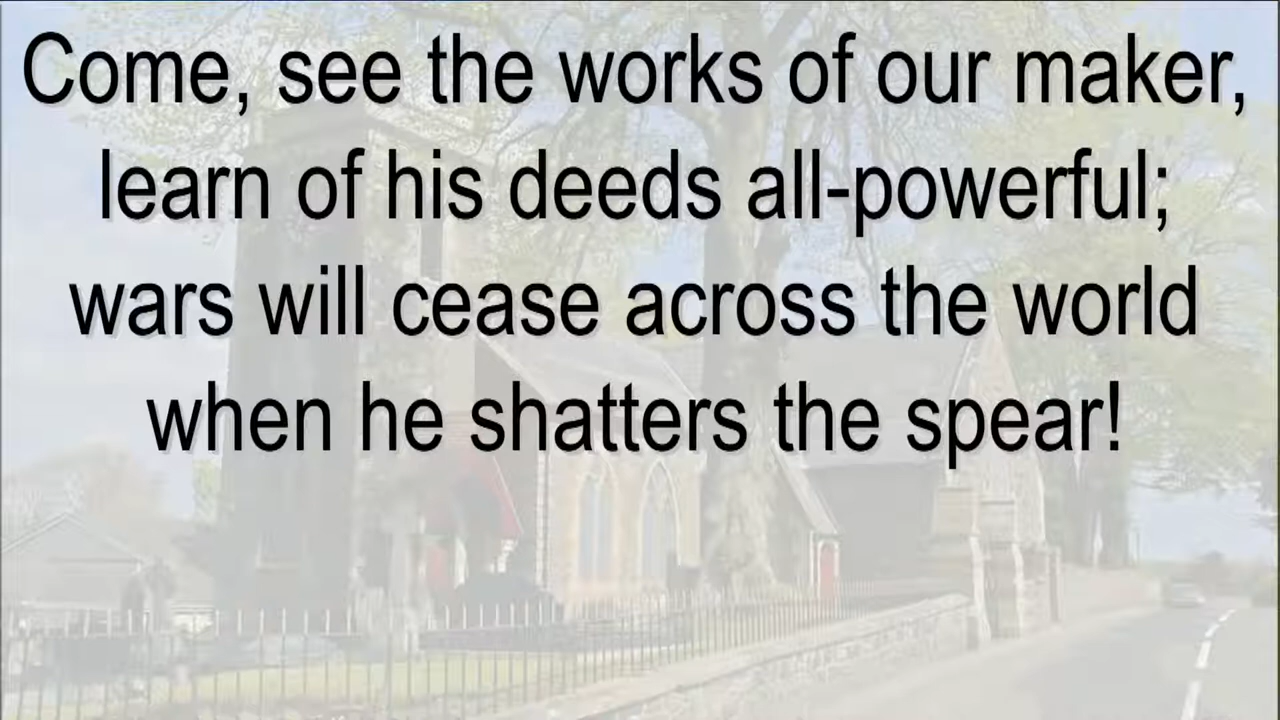 Come, see the works of our maker,
learn of his deeds all-powerful;
wars will cease across the world
when he shatters the spear!